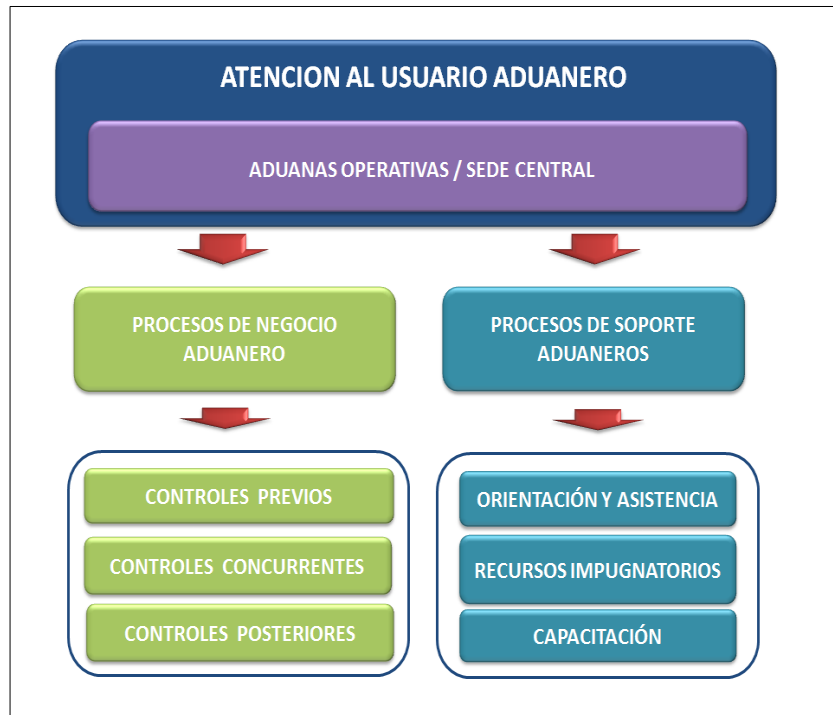 ATENCION AL USUARIO ADUANERO
ADUANAS OPERATIVAS / SEDE CENTRAL
PROCESOS DE NEGOCIO
ADUANERO
PROCESOS DE SOPORTE
ADUANEROS
CONTROLES PREVIOS
CONTROLES CONCURRENTES
CONTROLES POSTERIORES
ORIENTACIÓN Y ASISTENCIA
RECURSOS IMPUGNATORIOS
CAPACITACIÓN